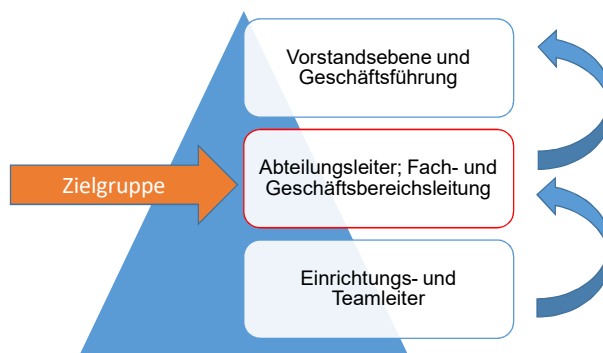 Vorstandsebene und
Geschäftsführung
Zielgruppe
Abteilungsleiter; Fach- und
Geschäftsbereichsleitung
Einrichtungs- und
Teamleiter